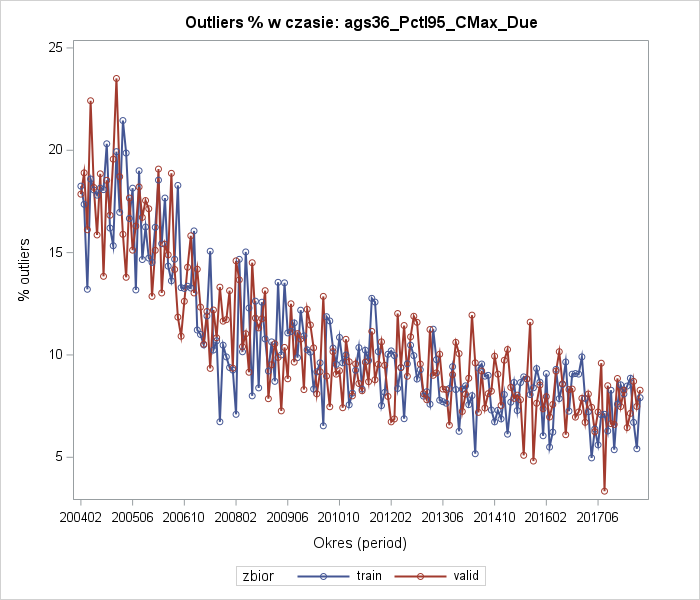 Outliers % w czasie: ags36_Pctl95_CMax_Due
% outliers
25
20
15
10
5
200402 200506 200610 200802 200906 201010 201202 201306 201410 201602 201706
Okres (period)
zbior train valid